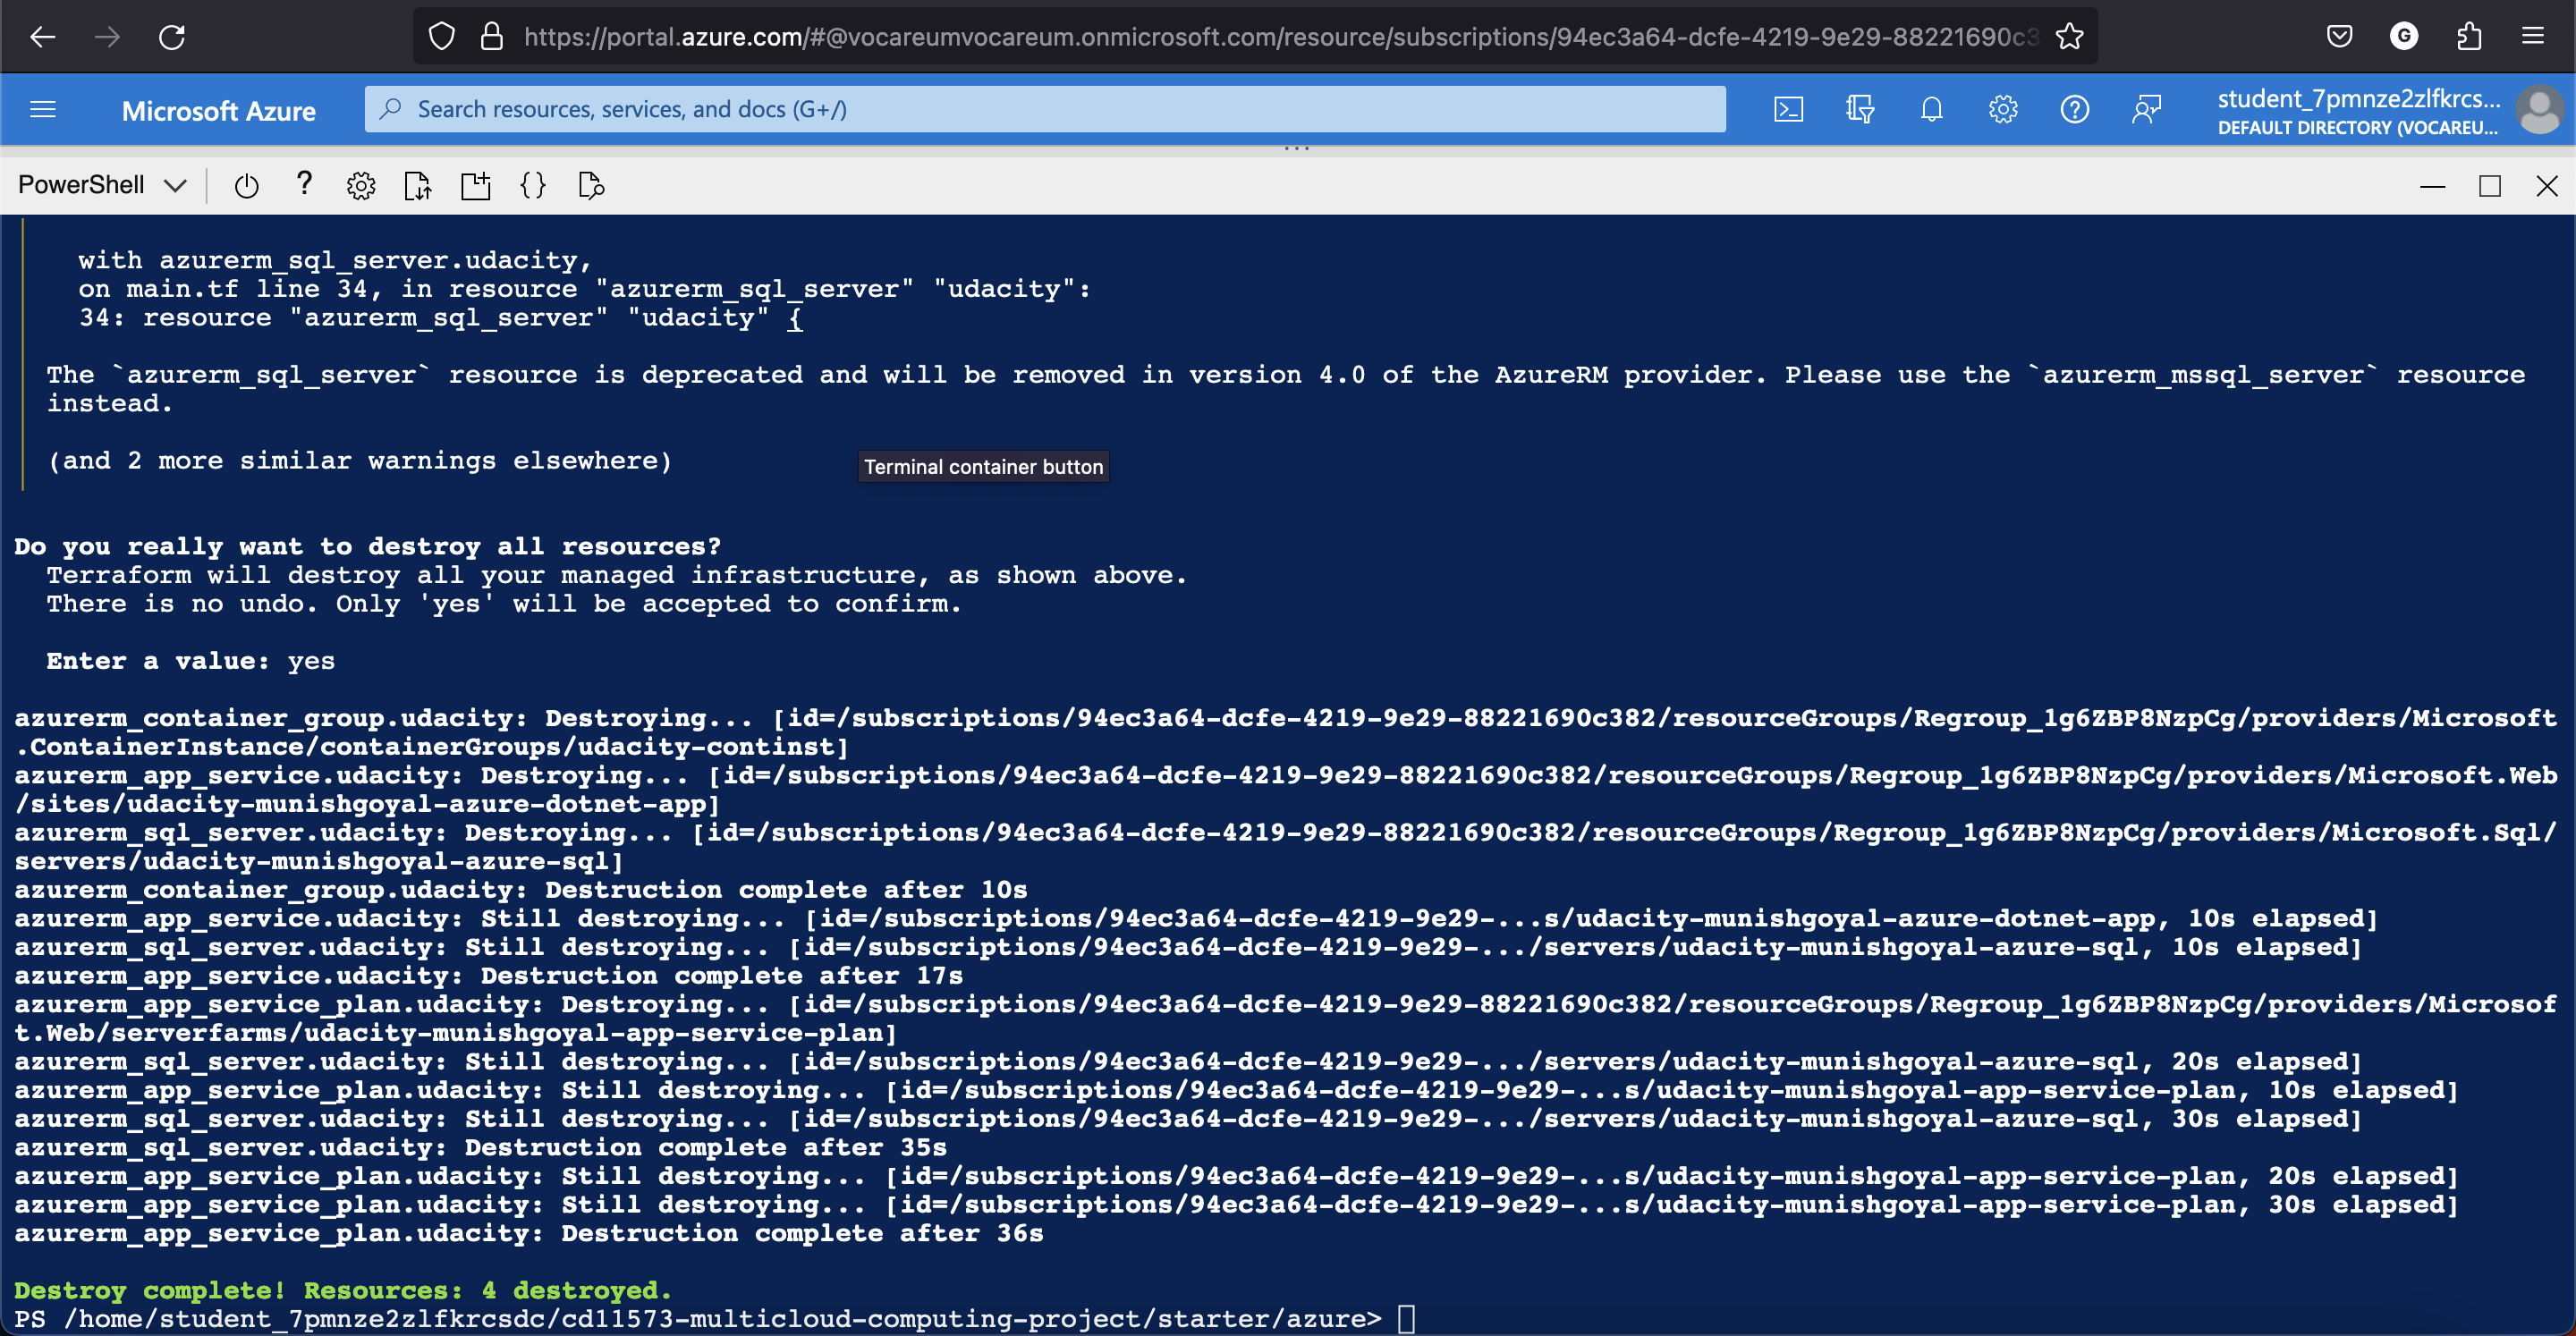 https://portal.azure.com/#@vocareumvocareum.onmicrosoft.com/resource/subscriptions/94ec3a64-dcfe-4219-9e29-88221690c3
G
Microsoft Azure
Search resources, services, and docs (G+/)
student_7pmnze2zlfkrcs...
DEFAULT DIRECTORY (VOCAREU...
PowerShell
with azurerm_sql_server.udacity,
on main.tf line 34, in resource "azurerm_sql_server" "udacity":
34: resource "azurerm_sql_server" "udacity" {
The `azurerm_sql_server` resource is deprecated and will be removed in version 4.0 of the AzureRM provider. Please use the `azurerm_mssql_server` resource
instead.
(and 2 more similar warnings elsewhere)
Terminal container button
Do you really want to destroy all resources?
Terraform will destroy all your managed infrastructure, as shown above.
There is no undo. Only 'yes' will be accepted to confirm.
Enter a value: yes
azurerm_container_group.udacity: Destroying... [id=/subscriptions/94ec3a64-dcfe-4219-9e29-88221690c382/resourceGroups/Regroup_1g6ZBP8NzpCg/providers/Microsoft
.ContainerInstance/containerGroups/udacity-continst]
azurerm_app_service.udacity: Destroying... [id=/subscriptions/94ec3a64-dcfe-4219-9e29-88221690c382/resourceGroups/Regroup_1g6ZBP8NzpCg/providers/Microsoft.Web
/sites/udacity-munishgoyal-azure-dotnet-app]
azurerm_sql_server.udacity: Destroying... [id=/subscriptions/94ec3a64-dcfe-4219-9e29-88221690c382/resourceGroups/Regroup_1g6ZBP8NzpCg/providers/Microsoft.Sql/
servers/udacity-munishgoyal-azure-sql]
azurerm_container_group.udacity: Destruction complete after 10s
azurerm_app_service.udacity: Still destroying... [id=/subscriptions/94ec3a64-dcfe-4219-9e29-...s/udacity-munishgoyal-azure-dotnet-app, 10s elapsed]
azurerm_sql_server.udacity: Still destroying... [id=/subscriptions/94ec3a64-dcfe-4219-9e29-.../servers/udacity-munishgoyal-azure-sql, 10s elapsed]
azurerm_app_service.udacity: Destruction complete after 17s
azurerm_app_service_plan.udacity: Destroying... [id=/subscriptions/94ec3a64-dcfe-4219-9e29-88221690c382/resourceGroups/Regroup_1g6ZBP8NzpCg/providers/Microsof
t.Web/serverfarms/udacity-munishgoyal-app-service-plan]
azurerm_sql_server.udacity: Still destroying... [id=/subscriptions/94ec3a64-dcfe-4219-9e29-.../servers/udacity-munishgoyal-azure-sql, 20s elapsed]
azurerm_app_service_plan.udacity: Still destroying... [id=/subscriptions/94ec3a64-dcfe-4219-9e29-...s/udacity-munishgoyal-app-service-plan, 10s elapsed]
azurerm_sql_server.udacity: Still destroying... [id=/subscriptions/94ec3a64-dcfe-4219-9e29-.../servers/udacity-munishgoyal-azure-sql, 30s elapsed]
azurerm_sql_server.udacity: Destruction complete after 35s
azurerm_app_service_plan.udacity: Still destroying... [id=/subscriptions/94ec3a64-dcfe-4219-9e29-...s/udacity-munishgoyal-app-service-plan, 20s elapsed]
azurerm_app_service_plan.udacity: Still destroying... [id=/subscriptions/94ec3a64-dcfe-4219-9e29-...s/udacity-munishgoyal-app-service-plan, 30s elapsed]
azurerm_app_service_plan.udacity: Destruction complete after 36s
Destroy complete! Resources: 4 destroyed.
PS /home/student_7pmnze2zlfkrcsdc/cd11573-multicloud-computing-project/starter/azure>